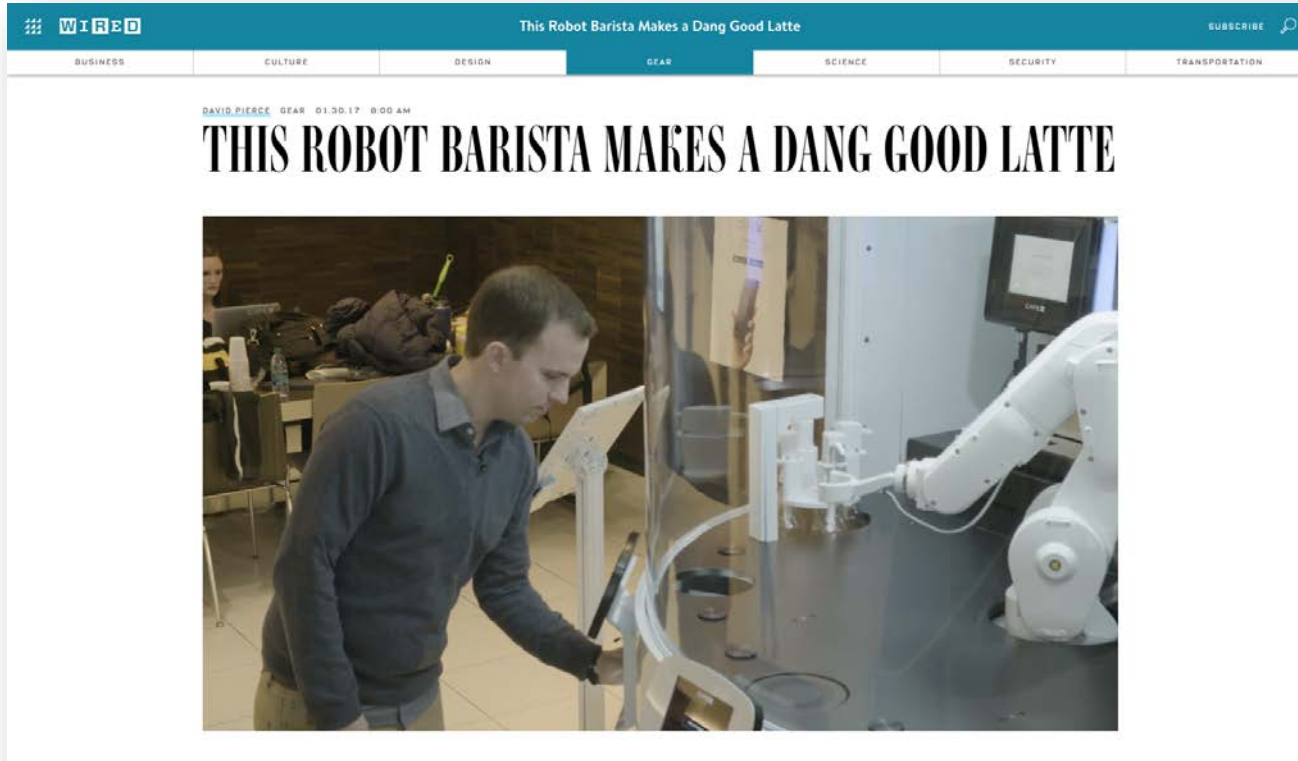 WIRED
This Robot Barista Makes a Dang Good Latte
SUBSCRIBE
BUSINESS
CULTURE
DESIGN
GEAR
SCIENCE
SECURITY
TRANSPORTATION
DAVID PIERCE GEAR 01.30.17 8:00 AM
THIS ROBOT BARISTA MAKES A DANG GOOD LATTE